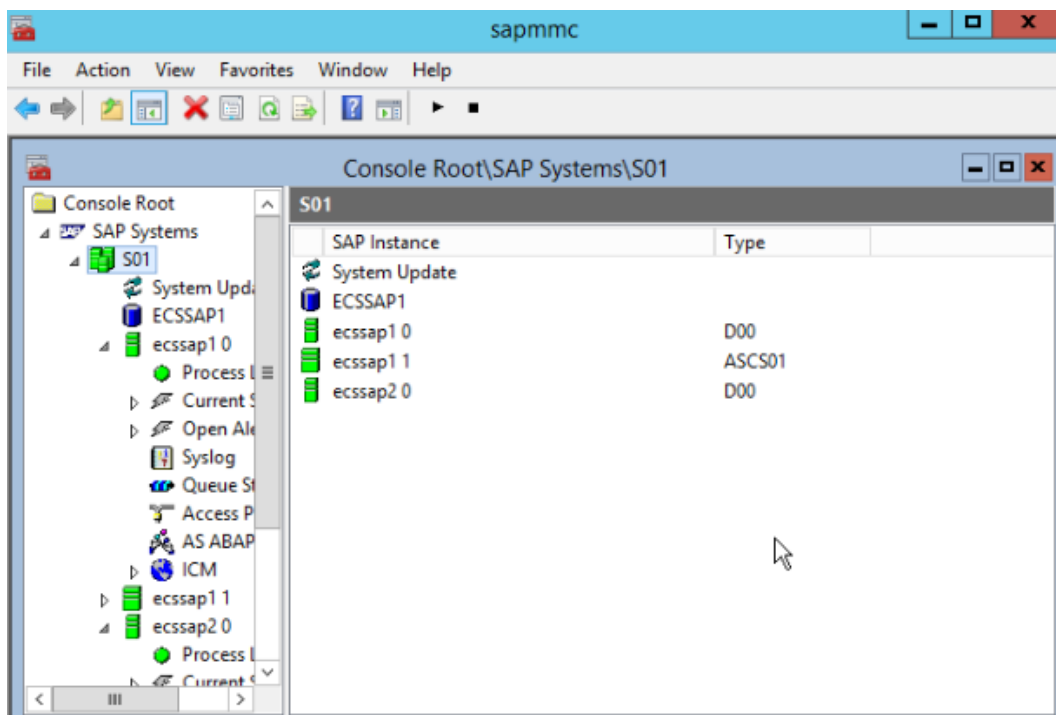 sapmmc
File Action View Favorites Window Help
Console Root\SAP Systems\S01
Console Root
SAP Systems
S01
System Upda
ECSSAP1
ecssap1 0
Process L
Current S
Open Ale
Syslog
Queue St
Access P
AS ABAP
ICM
ecssap1 1
ecssap2 0
Process L
Current S
S01
SAP Instance Type
System Update
ECSSAP1
ecssap1 0 D00
ecssap1 1 ASCS01
ecssap2 0 D00